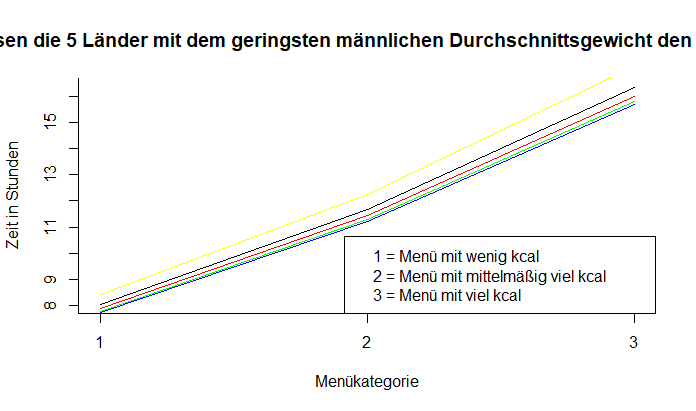 sen die 5 Länder mit dem geringsten männlichen Durchschnittsgewicht den
Zeit in Stunden
15
13
11
9
8
1 = Menü mit wenig kcal
2 = Menü mit mittelmäßig viel kcal
3 = Menü mit viel kcal
1 2 3
Menükategorie